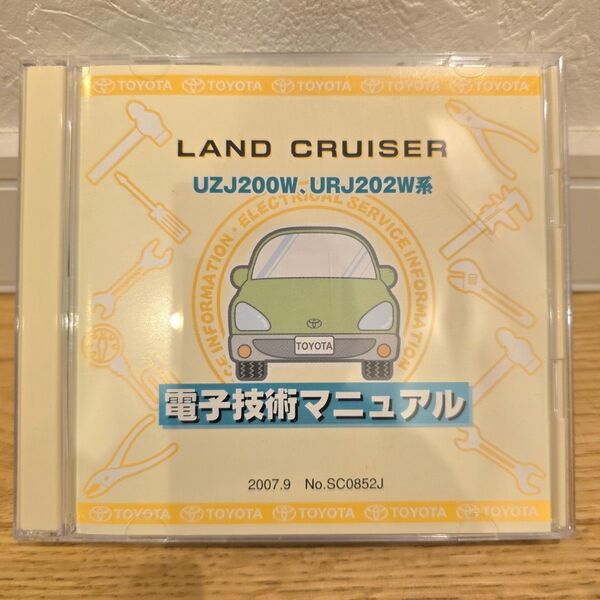 TOYOTA TOYOTA TOYOTA TOYOTA TOYOTA
LAND CRUISER
UZJ200W、URJ202W系
INFORMATION・ELECTRICAL SERVICE INFORMATION
TOYOTA
電子技術マニュアル
2007.9 No.SC0852J
TOYOTA TOYOTA TOYOTA TOYOTA TOYOTA